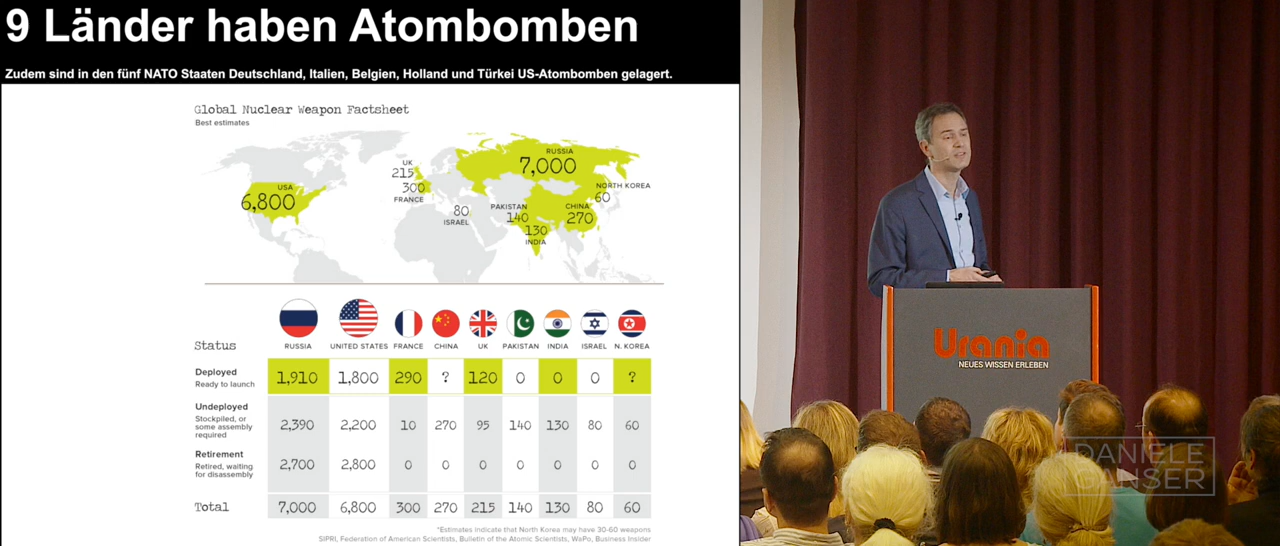 9 Länder haben Atombomben
Zudem sind in den fünf NATO Staaten Deutschland, Italien, Belgien, Holland und Türkei US-Atombomben gelagert.
Global Nuclear Weapon Factsheet
Best estimates
RUSSIA
7,000
UK
215
300
FRANCE
USA
6,800
NORTH KOREA
60
80
ISRAEL
PAKISTAN
140
CHINA
270
130
INDIA
Status RUSSIA UNITED STATES FRANCE CHINA UK PAKISTAN INDIA ISRAEL N. KOREA
Deployed
Ready to launch
1,910 1,800 290 ? 120 0 0 0 ?
Undeployed
Stockpiled, or
some assembly
required
2,390 2,200 10 270 95 140 130 80 60
Retirement
Retired, waiting
for disassembly
2,700 2,800 0 0 0 0 0 0 0
Total 7,000 6,800 300 270 215 140 130 80 60
*Estimates indicate that North Korea may have 30-60 weapons
SIPRI, Federation of American Scientists, Bulletin of the Atomic Scientists, WaPo, Business Insider
Urania
NEUES WISSEN ERLEBEN
DANIELE
GANSER